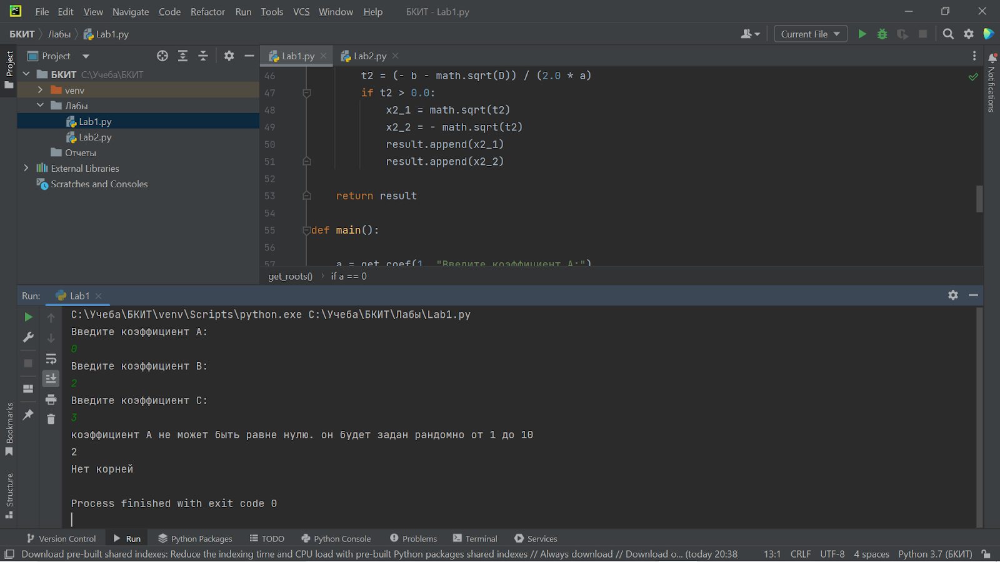 PC File Edit View Navigate Code Refactor Run Tools VCS Window Help БКИТ - Lab1.py
БКИТ Лабы Lab1.py Current File
Project Project Lab1.py Lab2.py
БКИТ C:\Учеба\БКИТ
venv
Лабы
Lab1.py
Lab2.py
Отчеты
External Libraries
Scratches and Consoles
46 t2 = (- b - math.sqrt(D)) / (2.0 * a)
47 if t2 > 0.0:
48 x2_1 = math.sqrt(t2)
49 x2_2 = - math.sqrt(t2)
50 result.append(x2_1)
51 result.append(x2_2)
52
53 return result
54
55 def main():
56
57 a = get_coef(1, "Введите коэффициент А:")
get_roots() if a == 0
Notifications
Run: Lab1
C:\Учеба\БКИТ\venv\Scripts\python.exe C:\Учеба\БКИТ\Лабы\Lab1.py
Введите коэффициент А:
0
Введите коэффициент B:
2
Введите коэффициент C:
3
коэффициент А не может быть равне нулю. он будет задан рандомно от 1 до 10
2
Нет корней
Process finished with exit code 0
Bookmarks
Structure
Version Control Run Python Packages TODO Python Console Problems Terminal Services
Download pre-built shared indexes: Reduce the indexing time and CPU load with pre-built Python packages shared indexes // Always download // Download o... (today 20:38 13:1 CRLF UTF-8 4 spaces Python 3.7 (БКИТ)